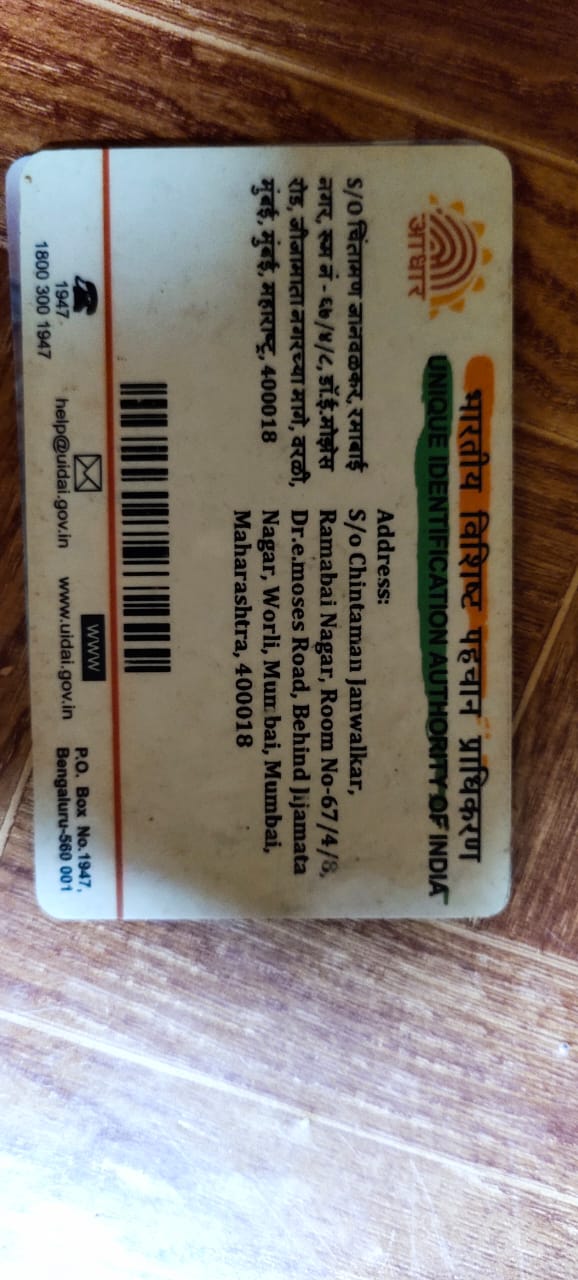 भारतीय विशिष्ट पहचान प्राधिकरण
UNIQUE IDENTIFICATION AUTHORITY OF INDIA
आधार
S/O चिंतामण जानवळकर, रमाबाई
नगर, रूम नं - ६७/४/८, डॉ.ई.मोझेस
रोड, जीजामाता नगरच्या मागे, वरळी,
मुंबई, मुंबई, महाराष्ट्र, 400018
Address:
S/o Chintaman Janwalkar,
Ramabai Nagar, Room No-67/4/8,
Dr.e.moses Road, Behind Jijamata
Nagar, Worli, Mumbai, Mumbai,
Maharashtra, 400018
1947
1800 300 1947
help@uidai.gov.in
www
www.uidai.gov.in
P.O. Box No.1947,
Bengaluru-560 001